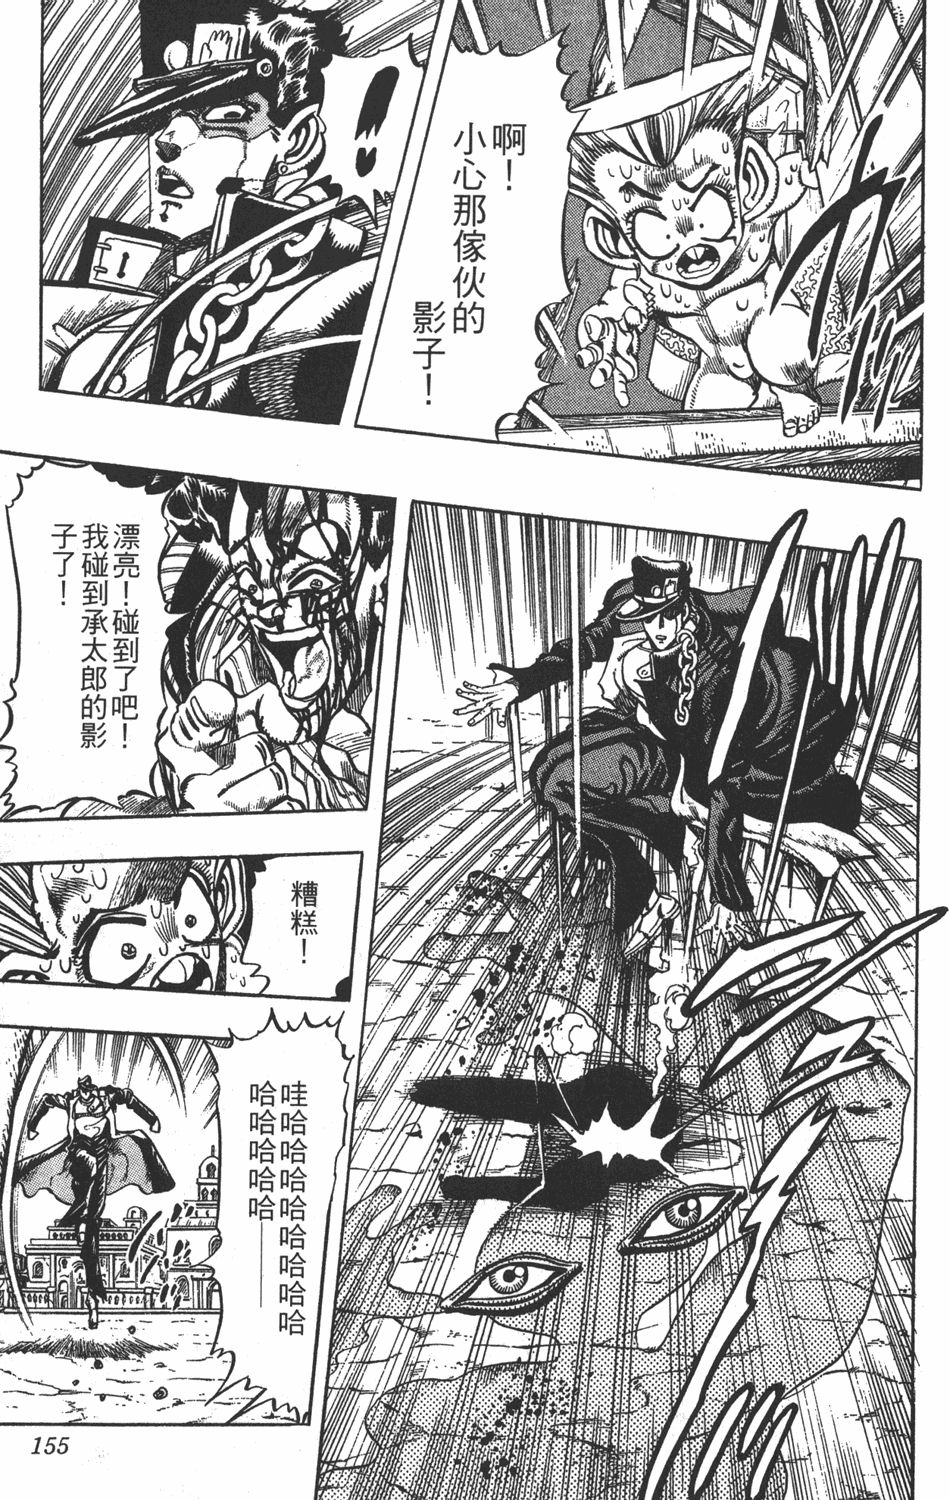 啊！
小心那傢伙的
影子！
！！
漂亮！碰到了吧！
我碰到承太郎的影
子了！
糟糕！
哇哈哈哈哈哈哈哈哈
哈哈哈哈哈——
155